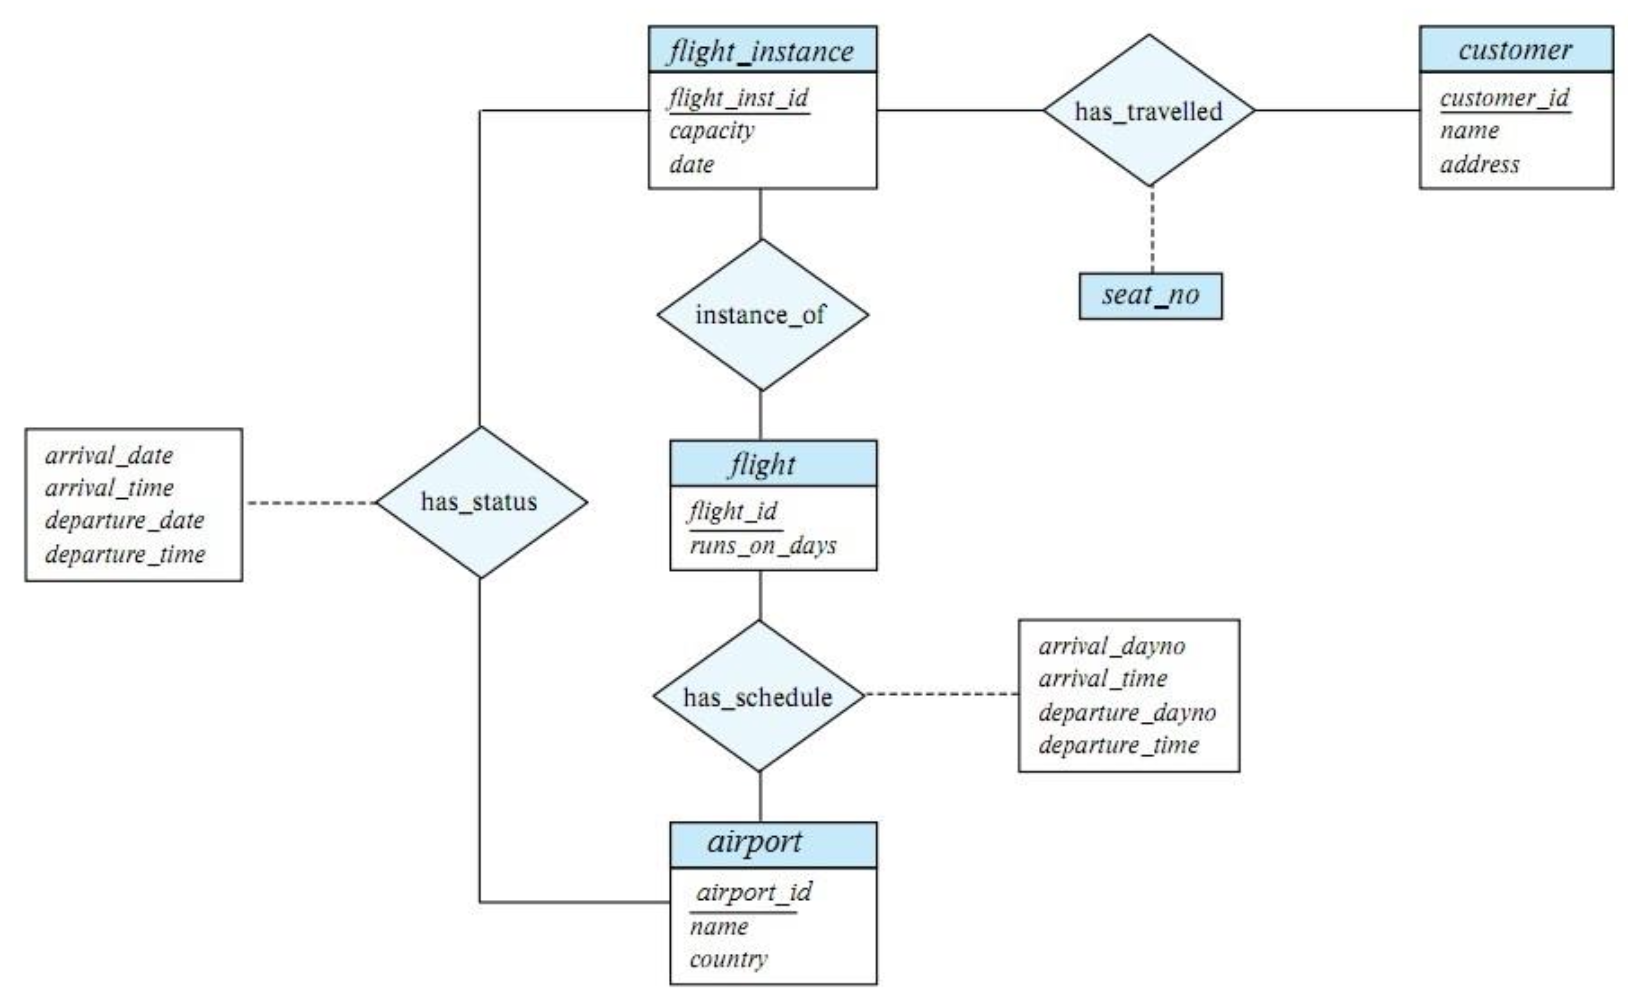 flight_instance
flight_inst_id
capacity
date
has_travelled
customer
customer_id
name
address
seat_no
instance_of
arrival_date
arrival_time
departure_date
departure_time
has_status
flight
flight_id
runs_on_days
has_schedule
arrival_dayno
arrival_time
departure_dayno
departure_time
airport
airport_id
name
country